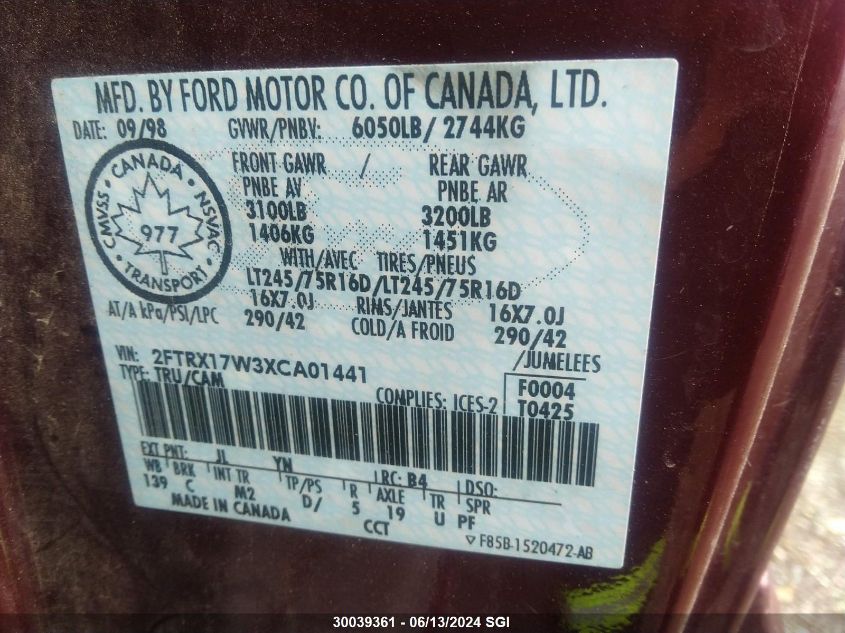 MFD. BY FORD MOTOR CO. OF CANADA, LTD.
DATE: 09/98 GVWR/PNBV: 6050LB/ 2744KG
FRONT GAWR / REAR GAWR
PNBE AV PNBE AR
3100LB 3200LB
1406KG 1451KG
CANADA
CMVSS NSVAC
977
TRANSPORT
WITH/AVEC TIRES/PNEUS
LT245/75R16D/LT245/75R16D
16X7.0J RIMS/JANTES 16X7.0J
AT/A kPa/PSI/LPC 290/42 COLD/A FROID 290/42
/JUMELEES
VIN: 2FTRX17W3XCA01441
TYPE: TRU/CAM
COMPLIES: ICES-2
F0004
T0425
EXT PNT: JL YN RC: B4 DSO:
WB BRK INT TR TP/PS R AXLE TR SPR
139 C M2 D/ 5 19 U PF
MADE IN CANADA CCT
▽ F85B-1520472-AB
30039361 - 06/13/2024 SGI